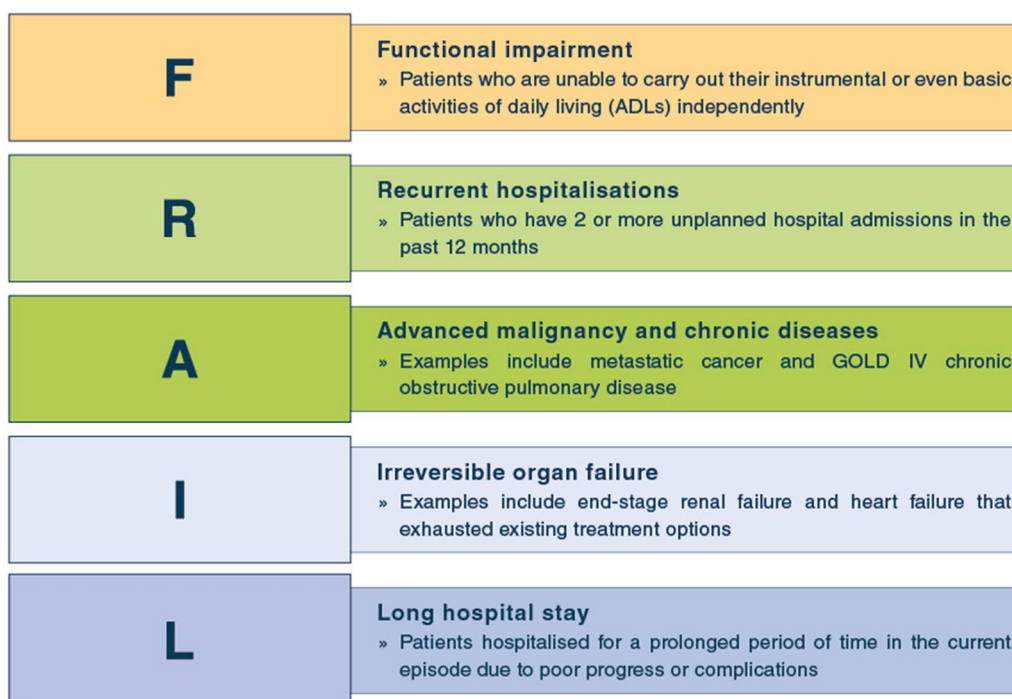 F
Functional impairment
» Patients who are unable to carry out their instrumental or even basic
activities of daily living (ADLs) independently
R
Recurrent hospitalisations
» Patients who have 2 or more unplanned hospital admissions in the
past 12 months
A
Advanced malignancy and chronic diseases
» Examples include metastatic cancer and GOLD IV chronic
obstructive pulmonary disease
I
Irreversible organ failure
» Examples include end-stage renal failure and heart failure that
exhausted existing treatment options
L
Long hospital stay
» Patients hospitalised for a prolonged period of time in the current
episode due to poor progress or complications